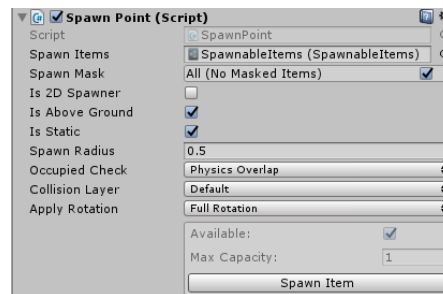 Spawn Point (Script)
Script SpawnPoint
Spawn Items SpawnableItems (SpawnableItems)
Spawn Mask All (No Masked Items)
Is 2D Spawner
Is Above Ground
Is Static
Spawn Radius 0.5
Occupied Check Physics Overlap
Collision Layer Default
Apply Rotation Full Rotation
Available:
Max Capacity: 1
Spawn Item